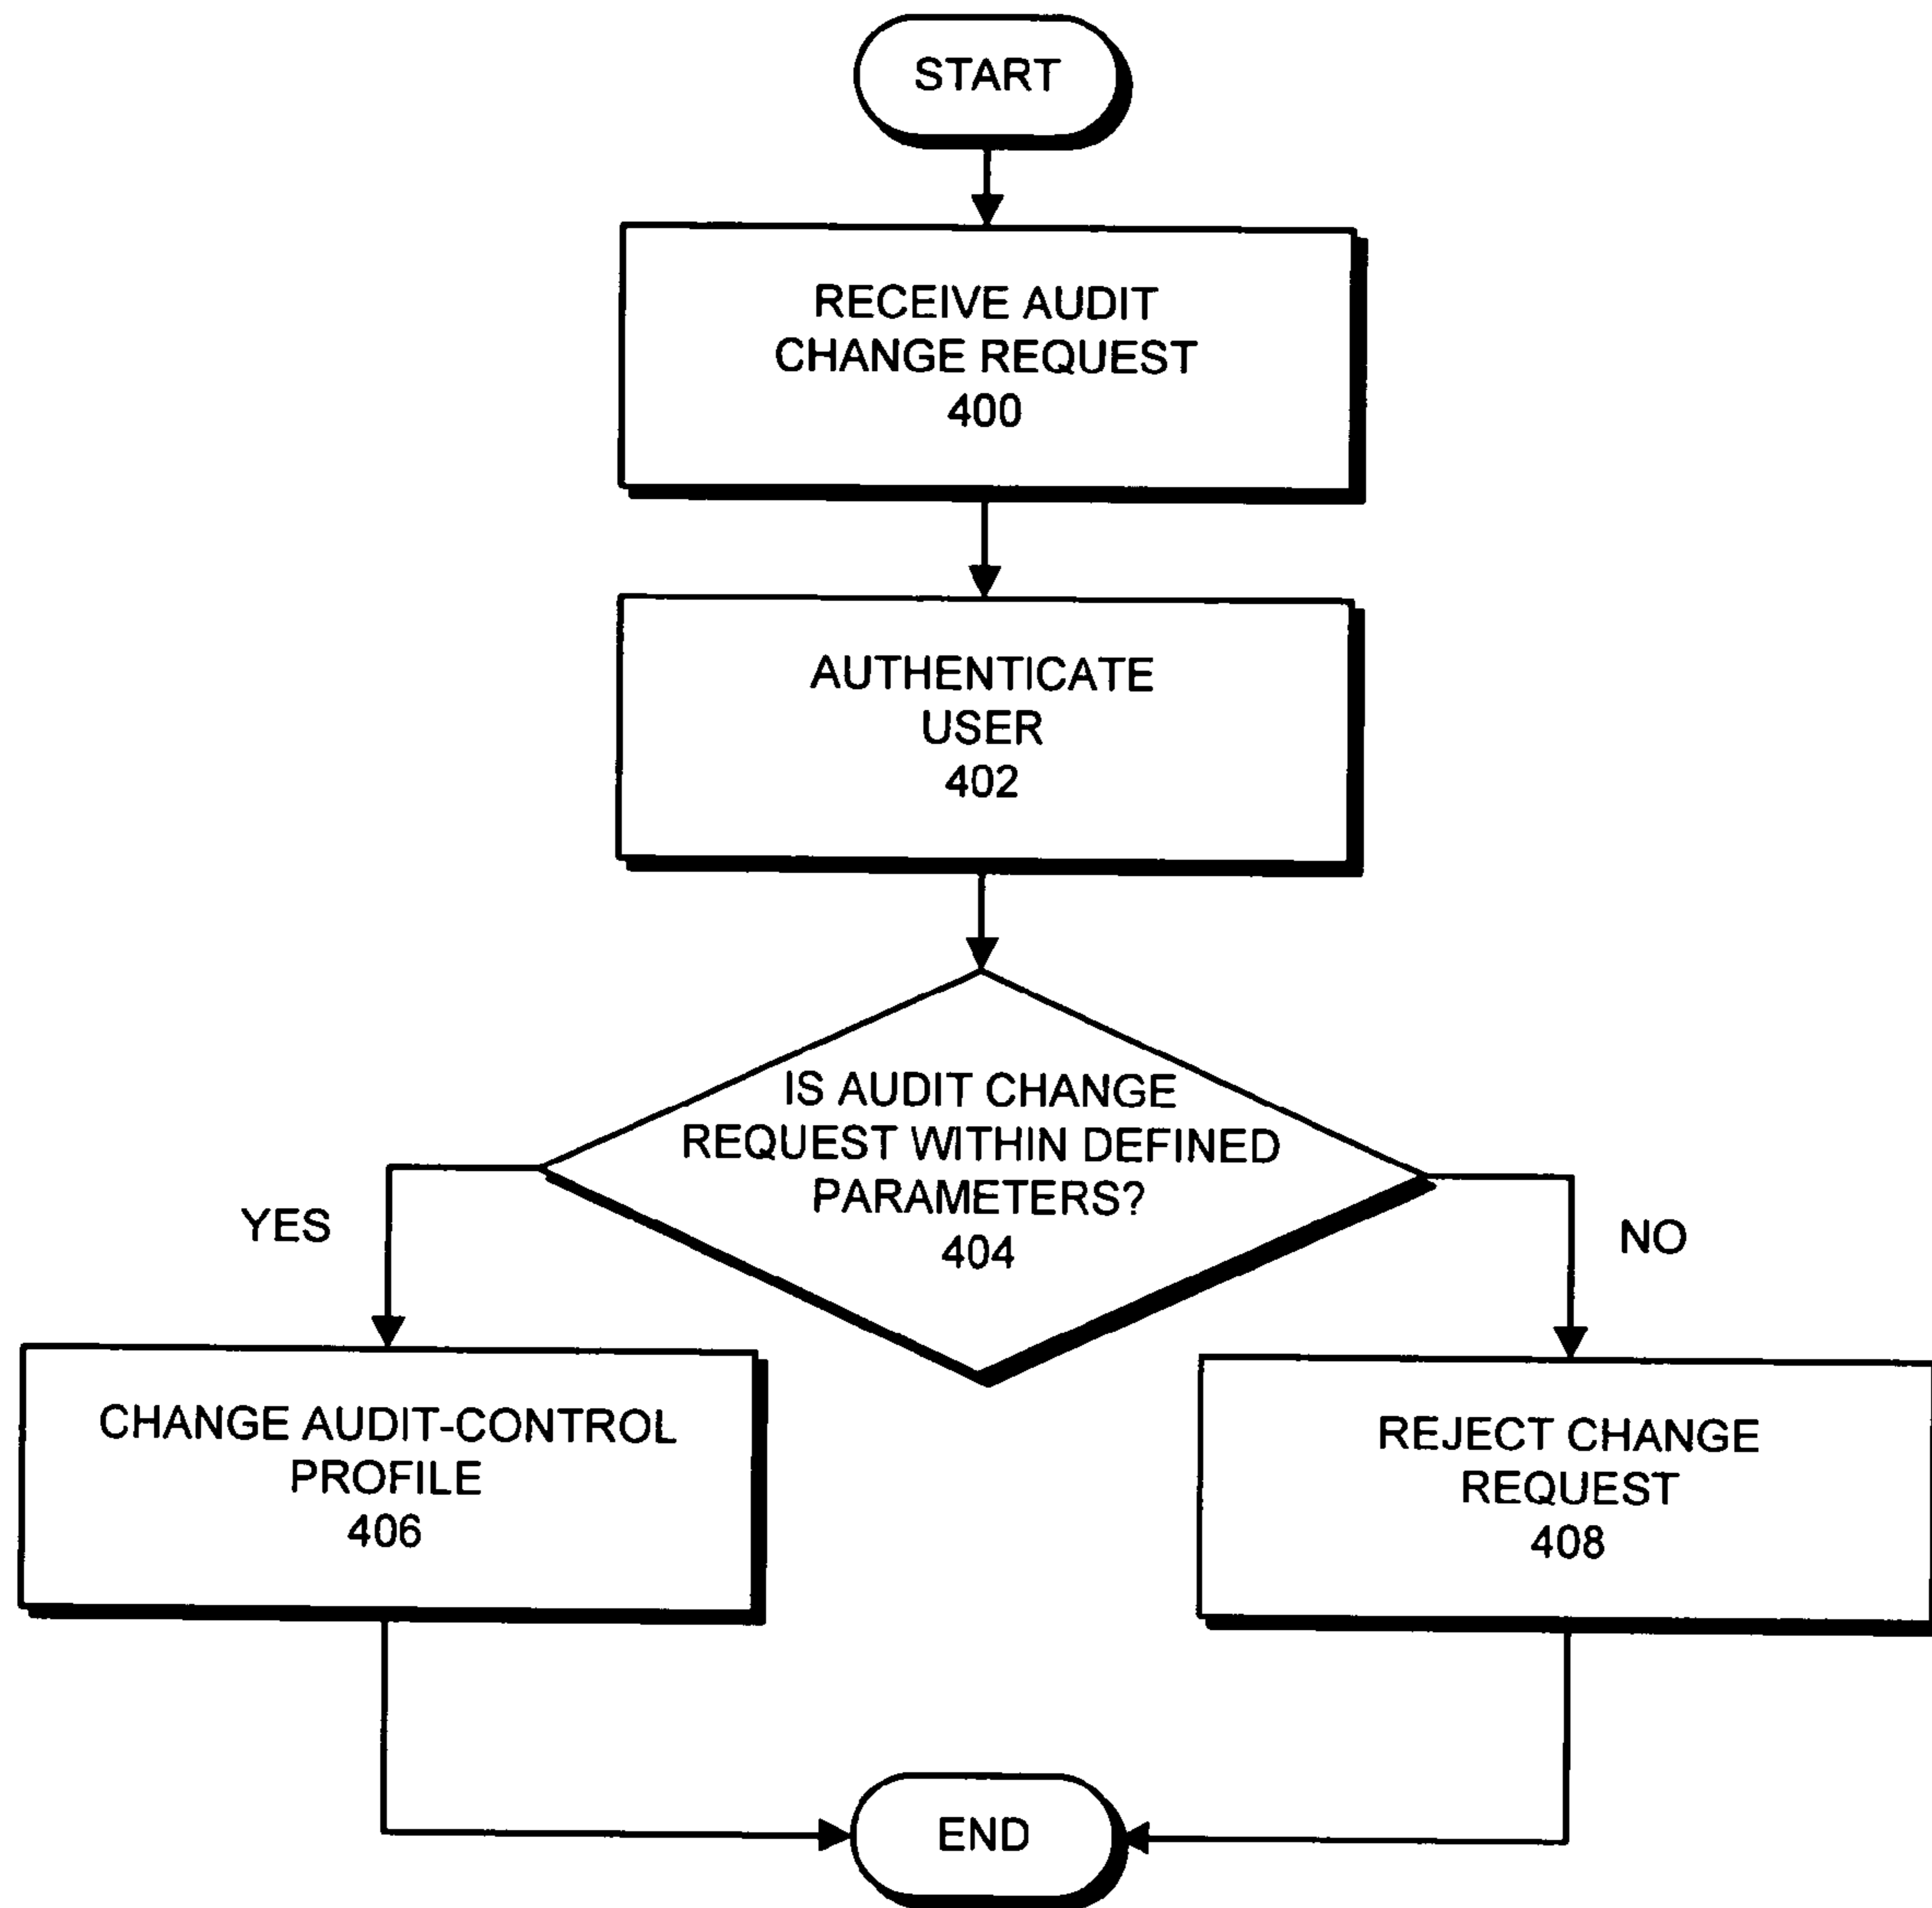 START
RECEIVE AUDIT
CHANGE REQUEST
400
AUTHENTICATE
USER
402
IS AUDIT CHANGE
REQUEST WITHIN DEFINED
PARAMETERS?
404
YES
NO
CHANGE AUDIT-CONTROL
PROFILE
406
REJECT CHANGE
REQUEST
408
END